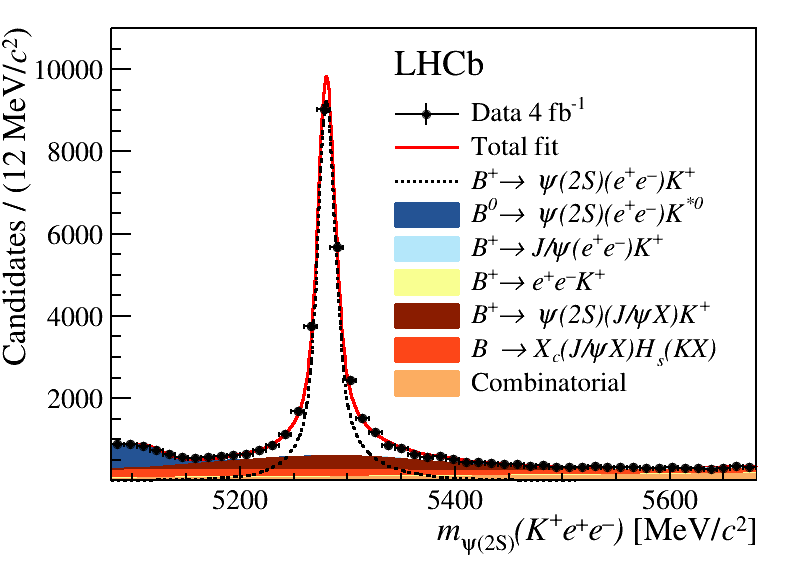 LHCb
Data 4 fb⁻¹
Total fit
B⁺→ ψ(2S)(e⁺e⁻)K⁺
B⁰→ ψ(2S)(e⁺e⁻)K*⁰
B⁺→ J/ψ(e⁺e⁻)K⁺
B⁺→ e⁺e⁻K⁺
B⁺→ ψ(2S)(J/ψX)K⁺
B → X_c(J/ψX)H_s(KX)
Combinatorial
Candidates / (12 MeV/c²)
10000
8000
6000
4000
2000
5200 5400 5600
m_ψ(2S)(K⁺e⁺e⁻) [MeV/c²]